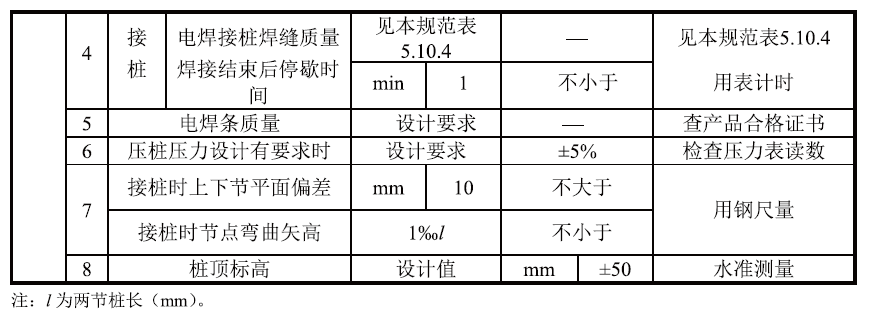 4 接桩 电焊接桩焊缝质量 见本规范表5.10.4 — 见本规范表5.10.4
焊接结束后停歇时间 min 1 不小于 用表计时
5 电焊条质量 设计要求 — 查产品合格证书
6 压桩压力设计有要求时 设计要求 ±5% 检查压力表读数
7 接桩时上下节平面偏差 mm 10 不大于 用钢尺量
接桩时节点弯曲矢高 1‰l 不小于
8 桩顶标高 设计值 mm ±50 水准测量
注：l为两节桩长（mm）。